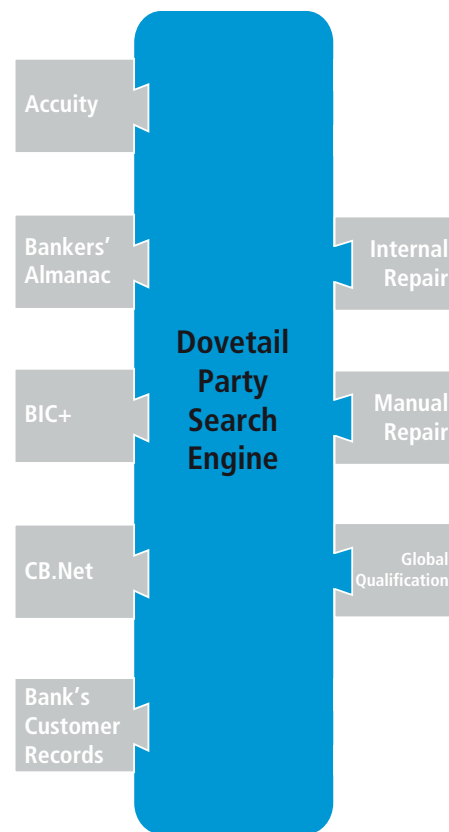 Accuity
Bankers’
Almanac
BIC+
CB.Net
Bank’s
Customer
Records
Dovetail
Party
Search
Engine
Internal
Repair
Manual
Repair
Global
Qualification